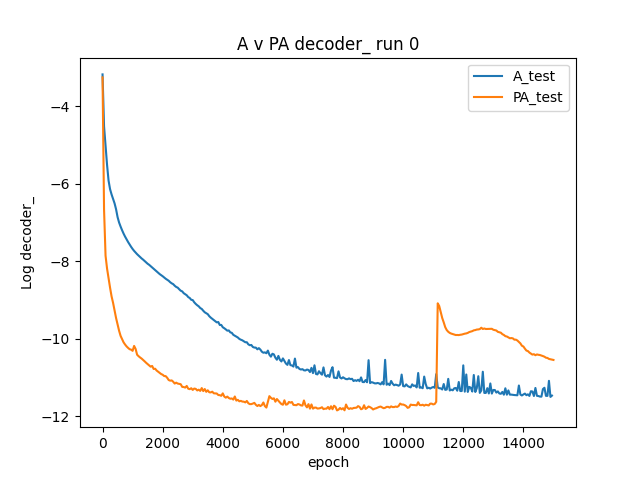 A v PA decoder_ run 0
A_test
PA_test
Log decoder_
−4
−6
−8
−10
−12
0
2000
4000
6000
8000
10000
12000
14000
epoch